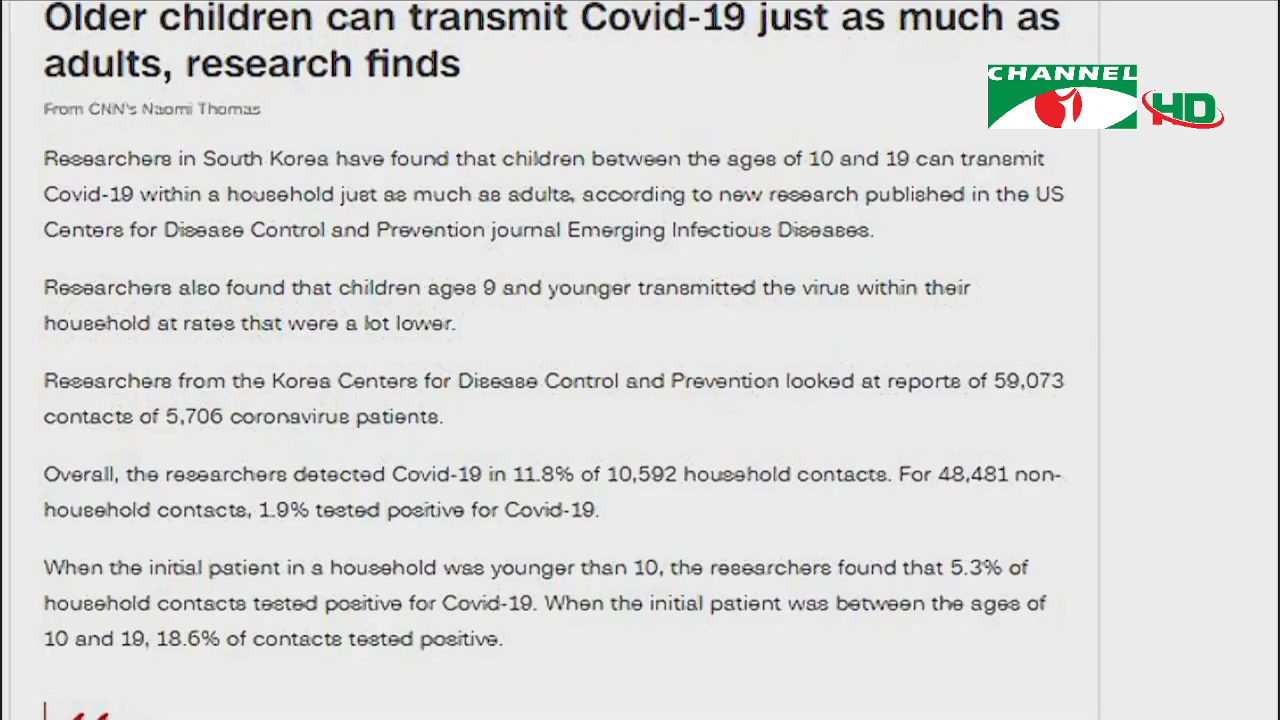 Older children can transmit Covid-19 just as much as
adults, research finds
From CNN's Naomi Thomas
CHANNEL
HD
Researchers in South Korea have found that children between the ages of 10 and 19 can transmit
Covid-19 within a household just as much as adults, according to new research published in the US
Centers for Disease Control and Prevention journal Emerging Infectious Diseases.
Researchers also found that children ages 9 and younger transmitted the virus within their
household at rates that were a lot lower.
Researchers from the Korea Centers for Disease Control and Prevention looked at reports of 59,073
contacts of 5,706 coronavirus patients.
Overall, the researchers detected Covid-19 in 11.8% of 10,592 household contacts. For 48,481 non-
household contacts, 1.9% tested positive for Covid-19.
When the initial patient in a household was younger than 10, the researchers found that 5.3% of
household contacts tested positive for Covid-19. When the initial patient was between the ages of
10 and 19, 18.6% of contacts tested positive.